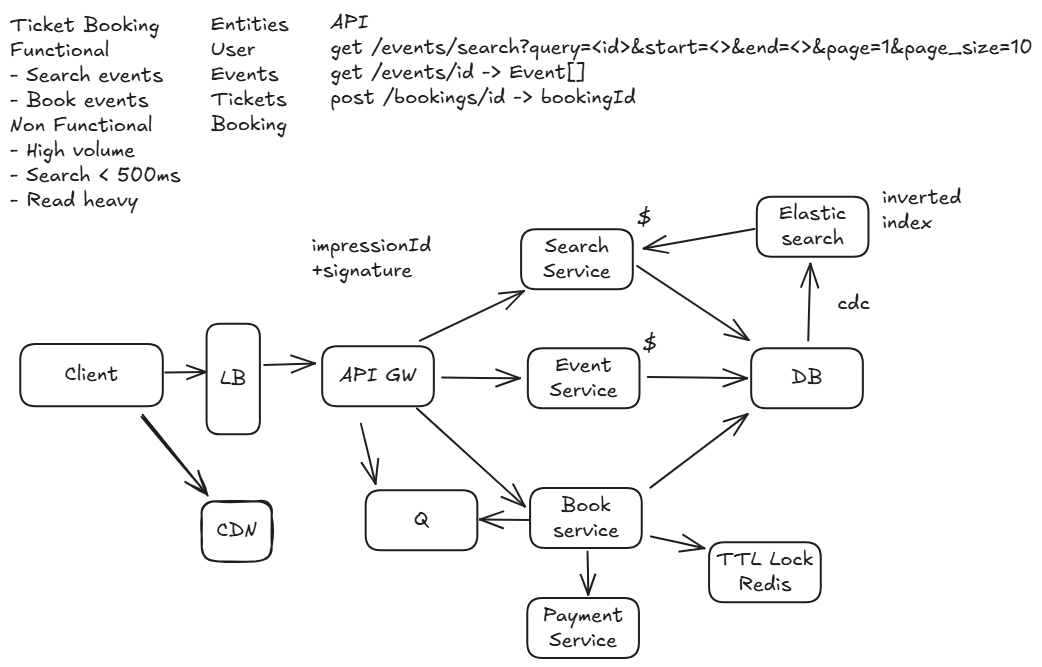 Ticket Booking
Functional
- Search events
- Book events
Non Functional
- High volume
- Search < 500ms
- Read heavy
Entities
User
Events
Tickets
Booking
API
get /events/search?query=<id>&start=<>&end=<>&page=1&page_size=10
get /events/id -> Event[]
post /bookings/id -> bookingId
impressionId
+signature
$
Search
Service
Elastic
search
inverted
index
cdc
Client
LB
API GW
$
Event
Service
DB
CDN
Q
Book
service
TTL Lock
Redis
Payment
Service